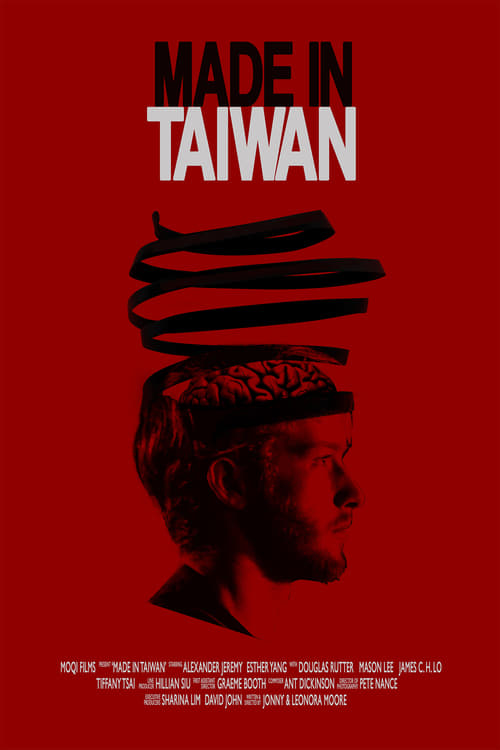 MADE IN
TAIWAN
MOQI FILMS PRESENT 'MADE IN TAIWAN' STARRING ALEXANDER JEREMY ESTHER YANG WITH DOUGLAS RUTTER MASON LEE JAMES C. H. LO
TIFFANY TSAI LINE PRODUCER HILLIAN SIU FIRST ASSISTANT DIRECTOR GRAEME BOOTH COMPOSER ANT DICKINSON DIRECTOR OF PHOTOGRAPHY PETE NANCE
EXECUTIVE PRODUCERS SHARINA LIM DAVID JOHN WRITTEN & DIRECTED BY JONNY & LEONORA MOORE